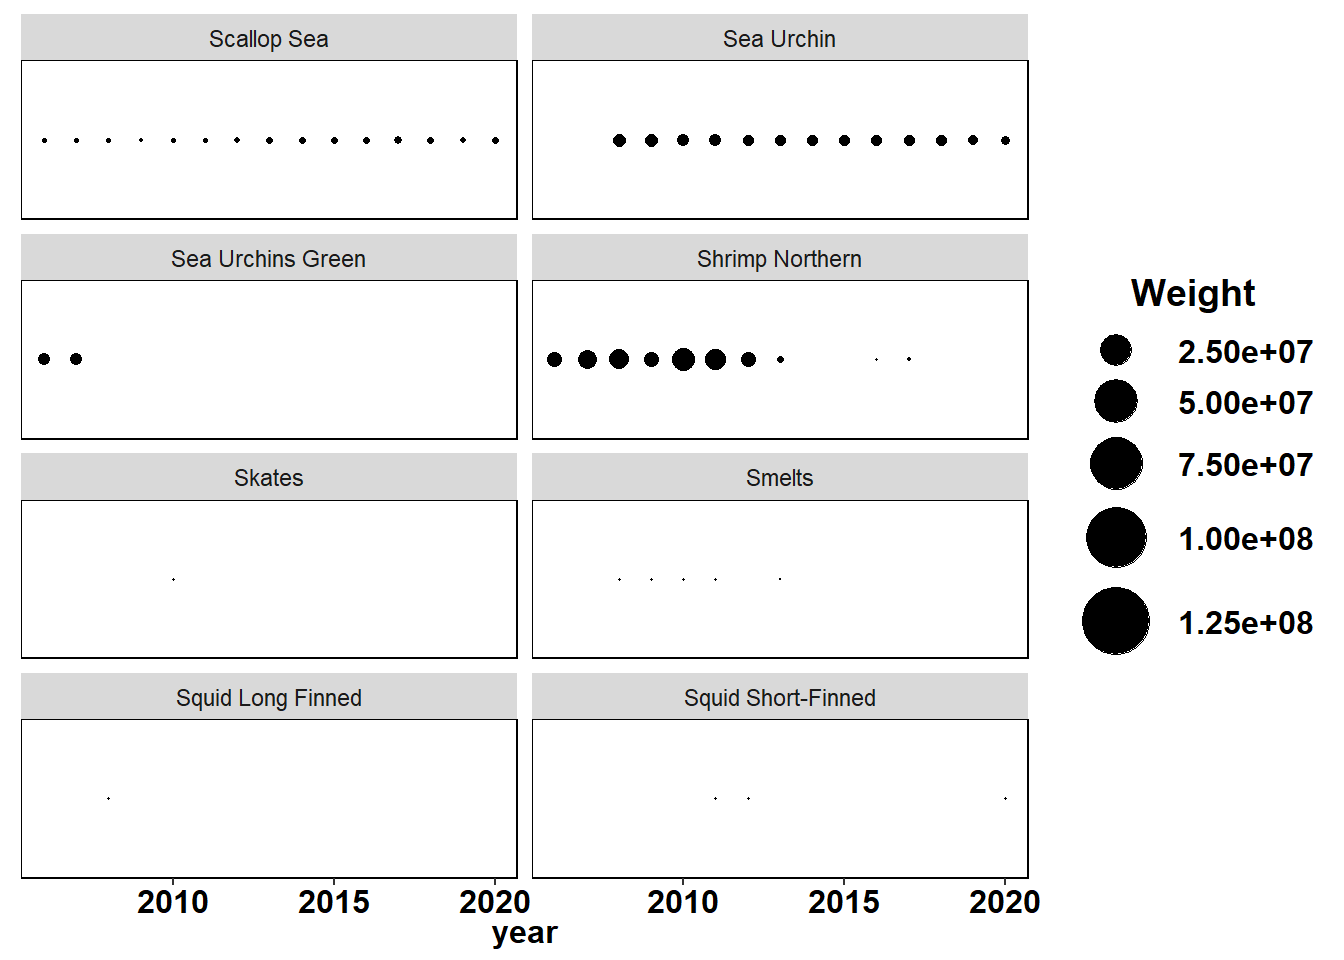 Scallop Sea
Sea Urchin
Sea Urchins Green
Shrimp Northern
Skates
Smelts
Squid Long Finned
Squid Short-Finned
2010 2015 2020 2010 2015 2020
year
Weight
2.50e+07
5.00e+07
7.50e+07
1.00e+08
1.25e+08